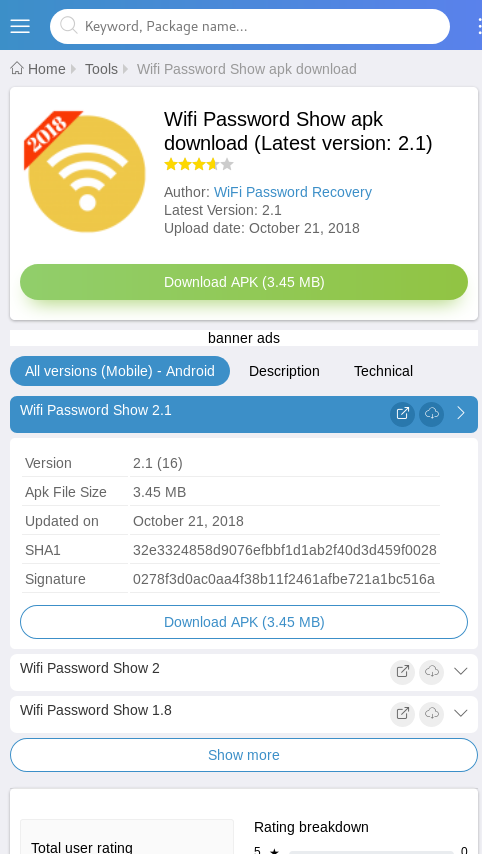 Keyword, Package name...
Home Tools Wifi Password Show apk download
2018
Wifi Password Show apk
download (Latest version: 2.1)
Author: WiFi Password Recovery
Latest Version: 2.1
Upload date: October 21, 2018
Download APK (3.45 MB)
banner ads
All versions (Mobile) - Android Description Technical
Wifi Password Show 2.1
Version 2.1 (16)
Apk File Size 3.45 MB
Updated on October 21, 2018
SHA1 32e3324858d9076efbbf1d1ab2f40d3d459f0028
Signature 0278f3d0ac0aa4f38b11f2461afbe721a1bc516a
Download APK (3.45 MB)
Wifi Password Show 2
Wifi Password Show 1.8
Show more
Rating breakdown
Total user rating
5 ★ 0